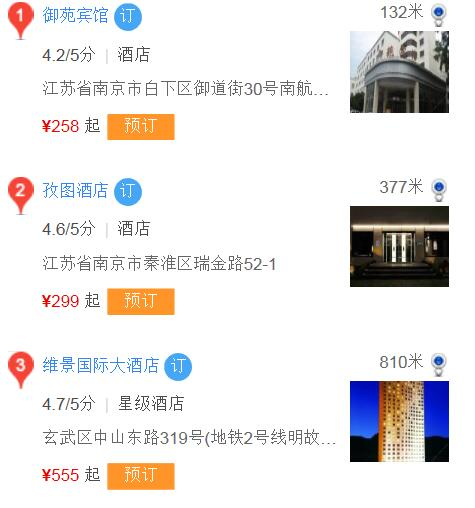 1 御苑宾馆 订 132米
4.2/5分 | 酒店
江苏省南京市白下区御道街30号南航...
¥258 起 预订
2 孜图酒店 订 377米
4.6/5分 | 酒店
江苏省南京市秦淮区瑞金路52-1
¥299 起 预订
3 维景国际大酒店 订 810米
4.7/5分 | 星级酒店
玄武区中山东路319号(地铁2号线明故...
¥555 起 预订